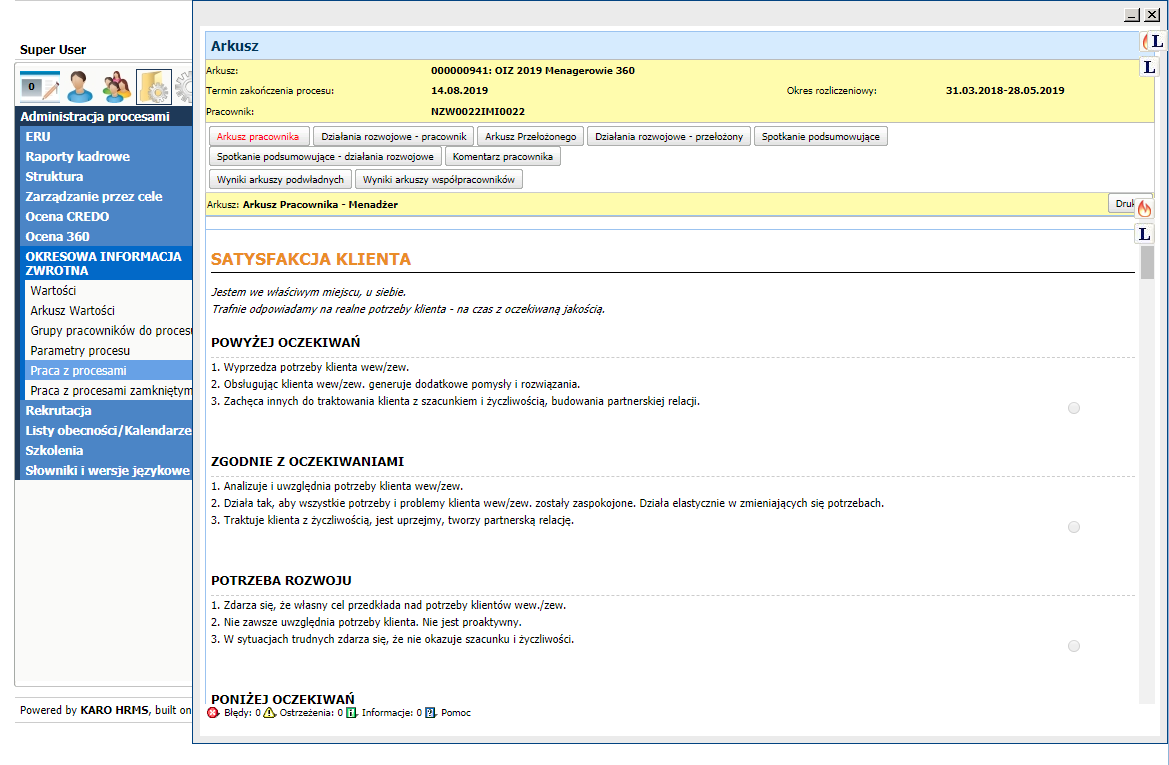 Super User
0
Administracja procesami
ERU
Raporty kadrowe
Struktura
Zarządzanie przez cele
Ocena CREDO
Ocena 360
OKRESOWA INFORMACJA
ZWROTNA
Wartości
Arkusz Wartości
Grupy pracowników do procesu
Parametry procesu
Praca z procesami
Praca z procesami zamkniętym
Rekrutacja
Listy obecności/Kalendarze
Szkolenia
Słowniki i wersje językowe
Powered by KARO HRMS, built on
Arkusz
L
L
Arkusz: 000000941: OIZ 2019 Menagerowie 360
Termin zakończenia procesu: 14.08.2019 Okres rozliczeniowy: 31.03.2018-28.05.2019
Pracownik: NZW0022IMI0022
Arkusz pracownika Działania rozwojowe - pracownik Arkusz Przełożonego Działania rozwojowe - przełożony Spotkanie podsumowujące
Spotkanie podsumowujące - działania rozwojowe Komentarz pracownika
Wyniki arkuszy podwładnych Wyniki arkuszy współpracowników
Arkusz: Arkusz Pracownika - Menadżer Druk
L
SATYSFAKCJA KLIENTA
Jestem we właściwym miejscu, u siebie.
Trafnie odpowiadamy na realne potrzeby klienta - na czas z oczekiwaną jakością.
POWYŻEJ OCZEKIWAŃ
1. Wyprzedza potrzeby klienta wew/zew.
2. Obsługując klienta wew/zew. generuje dodatkowe pomysły i rozwiązania.
3. Zachęca innych do traktowania klienta z szacunkiem i życzliwością, budowania partnerskiej relacji.
ZGODNIE Z OCZEKIWANIAMI
1. Analizuje i uwzględnia potrzeby klienta wew/zew.
2. Działa tak, aby wszystkie potrzeby i problemy klienta wew/zew. zostały zaspokojone. Działa elastycznie w zmieniających się potrzebach.
3. Traktuje klienta z życzliwością, jest uprzejmy, tworzy partnerską relację.
POTRZEBA ROZWOJU
1. Zdarza się, że własny cel przedkłada nad potrzeby klientów wew./zew.
2. Nie zawsze uwzględnia potrzeby klienta. Nie jest proaktywny.
3. W sytuacjach trudnych zdarza się, że nie okazuje szacunku i życzliwości.
PONIŻEJ OCZEKIWAŃ
Błędy: 0 Ostrzeżenia: 0 Informacje: 0 Pomoc